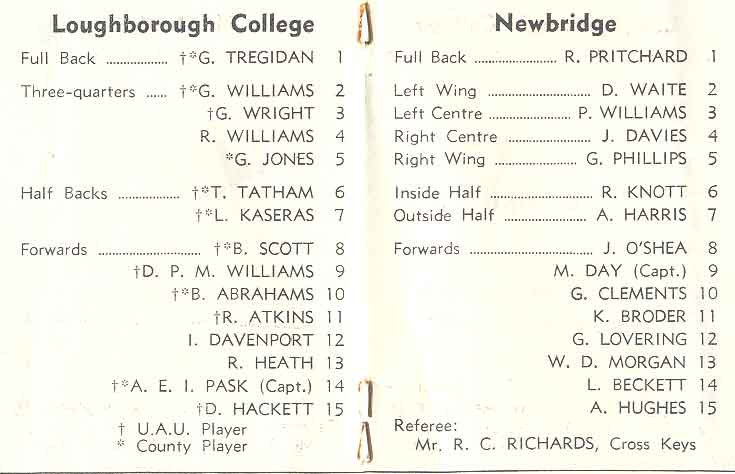 Loughborough College
Full Back .................. †*G. TREGIDAN 1
Three-quarters ..... †*G. WILLIAMS 2
†G. WRIGHT 3
R. WILLIAMS 4
*G. JONES 5
Half Backs .................. †*T. TATHAM 6
†*L. KASERAS 7
Forwards ........................... †*B. SCOTT 8
†D. P. M. WILLIAMS 9
†*B. ABRAHAMS 10
†R. ATKINS 11
I. DAVENPORT 12
R. HEATH 13
†*A. E. I. PASK (Capt.) 14
†D. HACKETT 15
† U.A.U. Player
* County Player
Newbridge
Full Back ........................ R. PRITCHARD 1
Left Wing .............................. D. WAITE 2
Left Centre ........................ P. WILLIAMS 3
Right Centre ........................ J. DAVIES 4
Right Wing ........................ G. PHILLIPS 5
Inside Half .............................. R. KNOTT 6
Outside Half ........................ A. HARRIS 7
Forwards .................................... J. O'SHEA 8
M. DAY (Capt.) 9
G. CLEMENTS 10
K. BRODER 11
G. LOVERING 12
W. D. MORGAN 13
L. BECKETT 14
A. HUGHES 15
Referee:
Mr. R. C. RICHARDS, Cross Keys